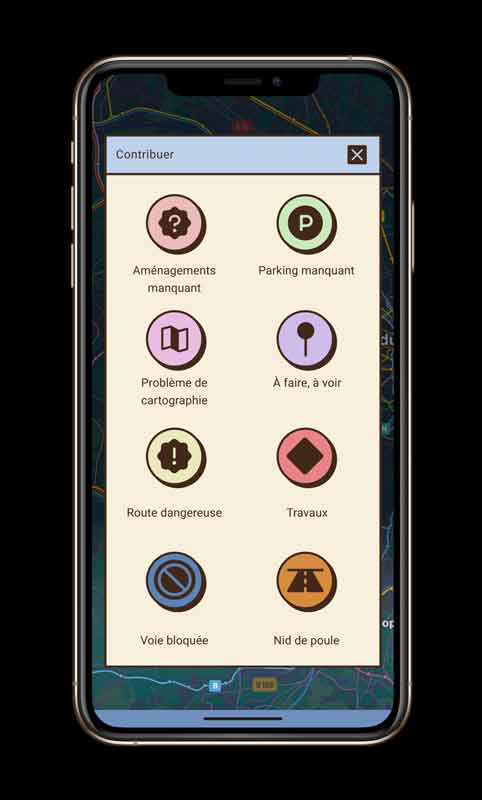 Contribuer
Aménagements
manquant
Parking manquant
Problème de
cartographie
À faire, à voir
Route dangereuse
Travaux
Voie bloquée
Nid de poule